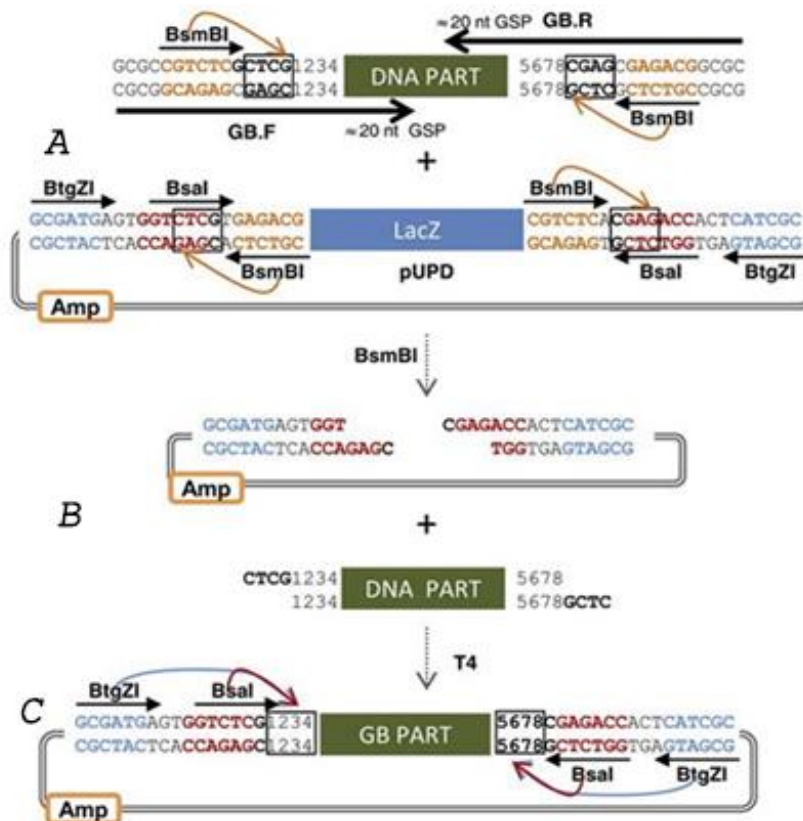 ≈20 nt GSP GB.R
BsmBI
GCGCCGTCTCGCTCG1234 DNA PART 5678CGAGCGAGACGGCGC
CGCGGCAGAGCGAGC1234 5678GCTCGCTCTGCCGCG
GB.F ≈20 nt GSP BsmBI
A +
BtgZI BsaI BsmBI
GCGATGAGTGGTCTCGTGAGACG LacZ CGTCTCACGAGACCACTCATCGC
CGCTACTCACCAGAGCACTCTGC GCAGAGTGCTCTGGTGAGTAGCG
BsmBI pUPD BsaI BtgZI
Amp
BsmBI
GCGATGAGTGGT CGAGACCACTCATCGC
CGCTACTCACCAGAGC TGGTGAGTAGCG
Amp
B +
CTCG1234 DNA PART 5678
1234 5678GCTC
T4
C BtgZI BsaI
GCGATGAGTGGTCTCG1234 GB PART 5678CGAGACCACTCATCGC
CGCTACTCACCAGAGC1234 5678GCTCTGGTGAGTAGCG
BsaI BtgZI
Amp